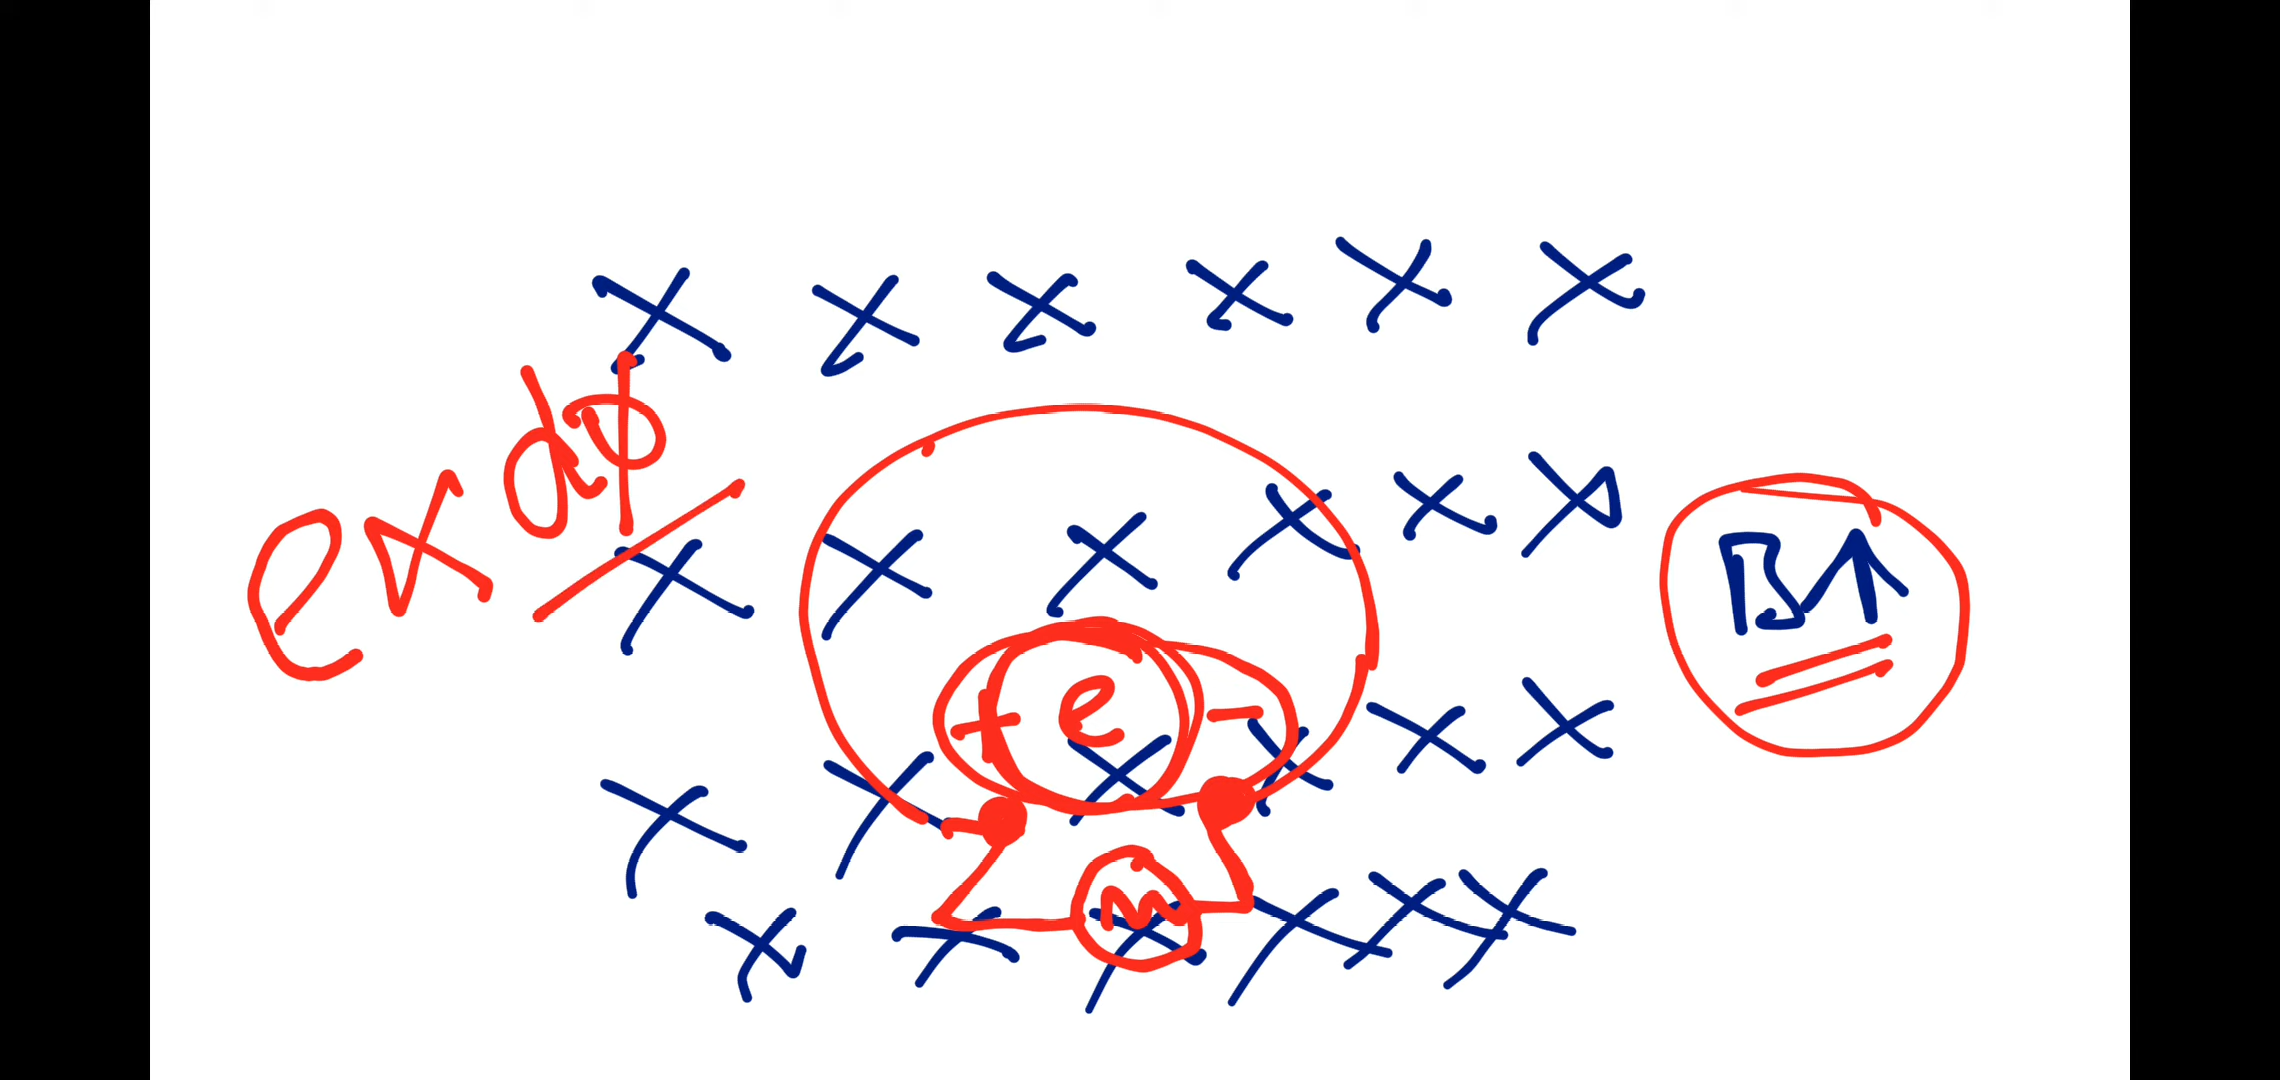 × × × × × ×
e ∝ dϕ
× × × × × ×
B↑
+ e -
× × × × × ×
m
× × × × × ×